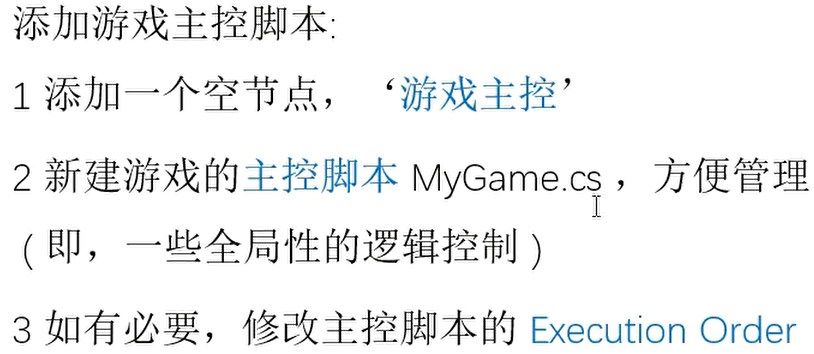 添加游戏主控脚本:
1 添加一个空节点，‘游戏主控’
2 新建游戏的主控脚本 MyGame.cs ，方便管理
( 即，一些全局性的逻辑控制 )
3 如有必要，修改主控脚本的 Execution Order